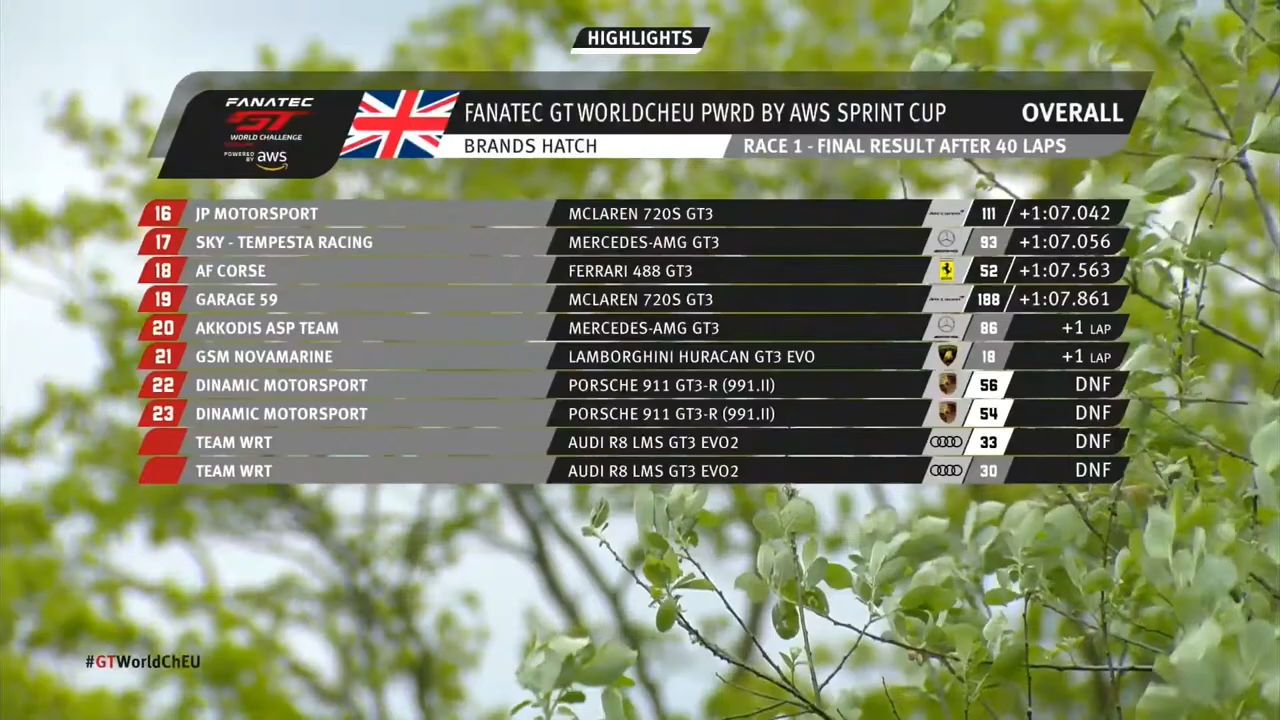 HIGHLIGHTS
FANATEC
GT
WORLD CHALLENGE
POWERED BY aws
FANATEC GT WORLDCHEU PWRD BY AWS SPRINT CUP OVERALL
BRANDS HATCH RACE 1 - FINAL RESULT AFTER 40 LAPS
16 JP MOTORSPORT MCLAREN 720S GT3 111 +1:07.042
17 SKY - TEMPESTA RACING MERCEDES-AMG GT3 93 +1:07.056
18 AF CORSE FERRARI 488 GT3 52 +1:07.563
19 GARAGE 59 MCLAREN 720S GT3 188 +1:07.861
20 AKKODIS ASP TEAM MERCEDES-AMG GT3 86 +1 LAP
21 GSM NOVAMARINE LAMBORGHINI HURACAN GT3 EVO 18 +1 LAP
22 DINAMIC MOTORSPORT PORSCHE 911 GT3-R (991.II) 56 DNF
23 DINAMIC MOTORSPORT PORSCHE 911 GT3-R (991.II) 54 DNF
TEAM WRT AUDI R8 LMS GT3 EVO2 33 DNF
TEAM WRT AUDI R8 LMS GT3 EVO2 30 DNF
#GTWorldChEU